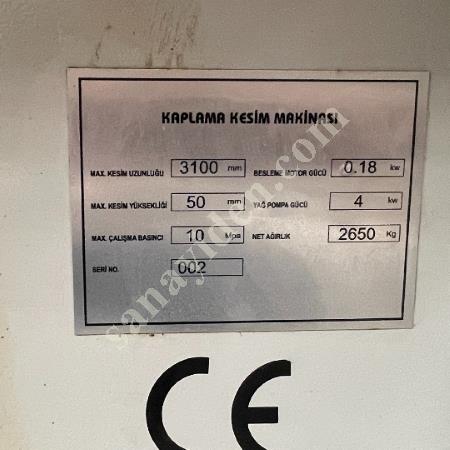 KAPLAMA KESİM MAKİNASI
MAX. KESİM UZUNLUĞU 3100 mm BESLEME MOTOR GÜCÜ 0.18 kw
MAX. KESİM YÜKSEKLİĞİ 50 mm YAĞ POMPA GÜCÜ 4 kw
MAX. ÇALIŞMA BASINCI 10 Mpa NET AĞIRLIK 2650 Kg
SERİ NO. 002
sanayiden.com
CE